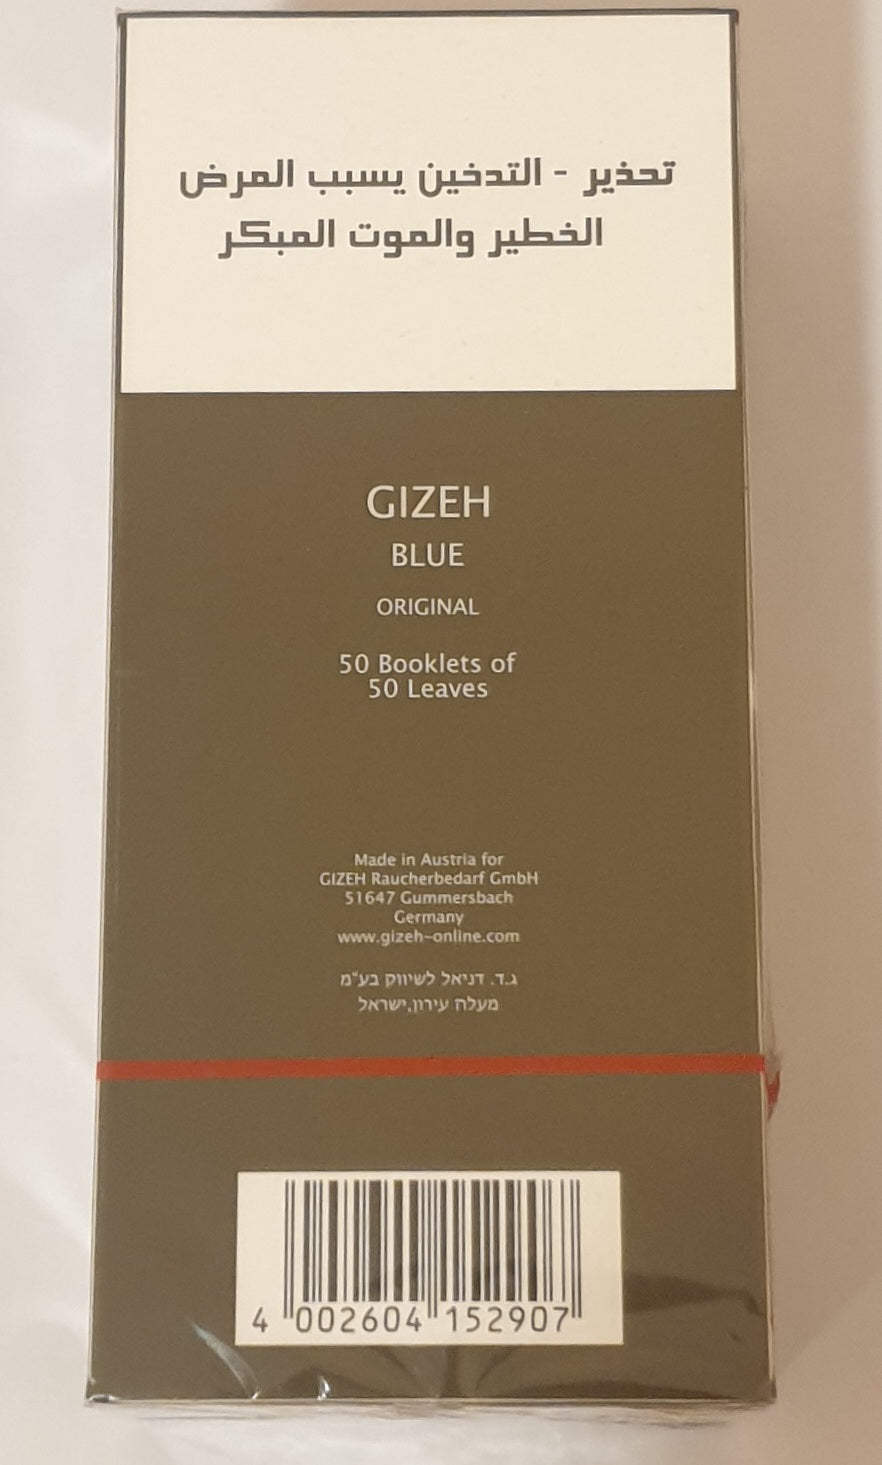 تحذير - التدخين يسبب المرض
الخطير والموت المبكر
GIZEH
BLUE
ORIGINAL
50 Booklets of
50 Leaves
Made in Austria for
GIZEH Raucherbedarf GmbH
51647 Gummersbach
Germany
www.gizeh-online.com
ג.ד. דניאל לשיווק בע"מ
מעלה עירון,ישראל
4 002604 152907